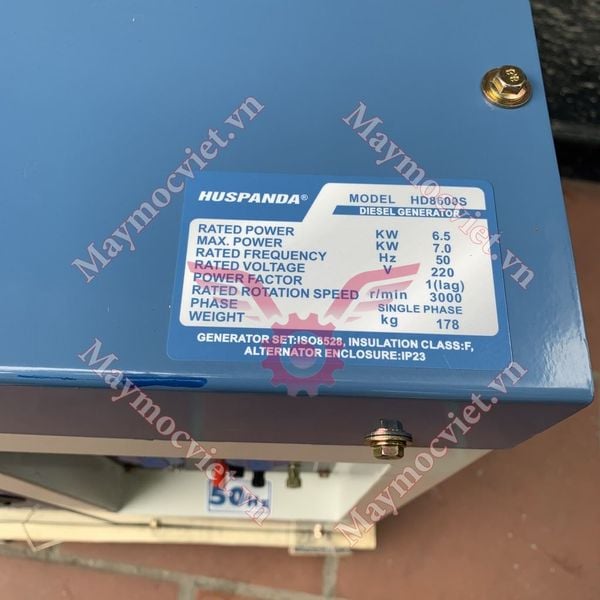 Maymocviet.vn
Maymocviet.vn
Maymocviet.vn
HUSPANDA® MODEL HD8600S
DIESEL GENERATOR
RATED POWER KW 6.5
MAX. POWER KW 7.0
RATED FREQUENCY Hz 50
RATED VOLTAGE V 220
POWER FACTOR 1(lag)
RATED ROTATION SPEED r/min 3000
PHASE SINGLE PHASE
WEIGHT kg 178
GENERATOR SET:ISO8528, INSULATION CLASS:F,
ALTERNATOR ENCLOSURE:IP23
Maymocviet.vn
Maymocviet.vn
Maymocviet.vn
50Hz